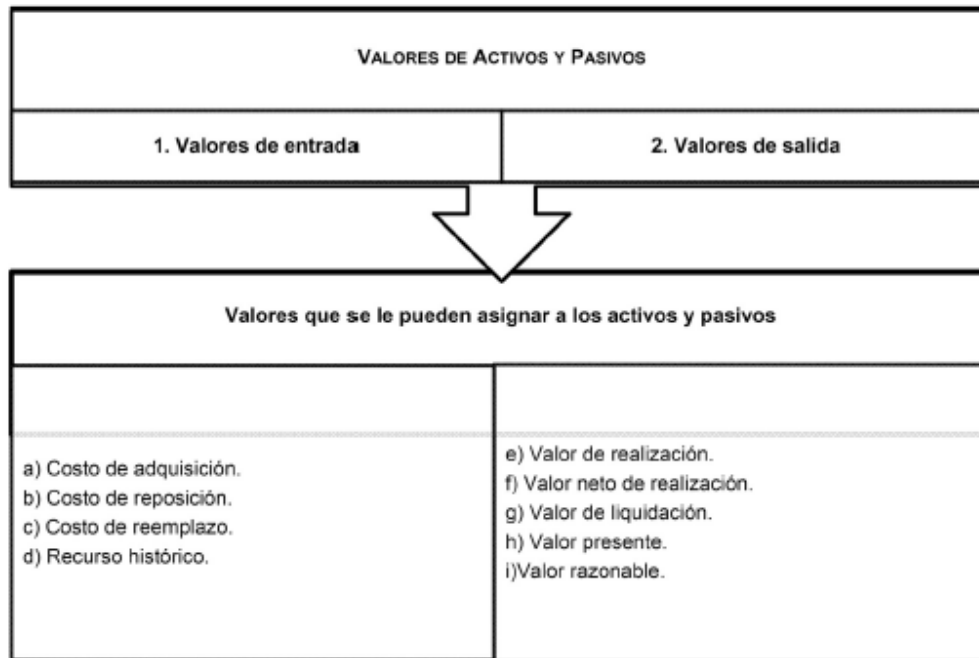 VALORES DE ACTIVOS Y PASIVOS
1. Valores de entrada
2. Valores de salida
Valores que se le pueden asignar a los activos y pasivos
a) Costo de adquisición.
b) Costo de reposición.
c) Costo de reemplazo.
d) Recurso histórico.
e) Valor de realización.
f) Valor neto de realización.
g) Valor de liquidación.
h) Valor presente.
i)Valor razonable.